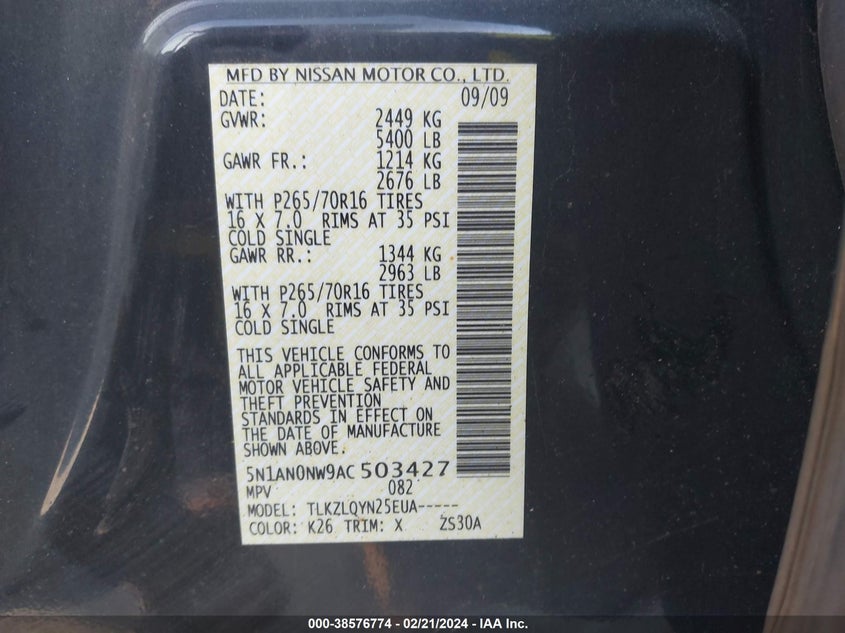 MFD BY NISSAN MOTOR CO., LTD.
DATE: 09/09
GVWR: 2449 KG
5400 LB
GAWR FR.: 1214 KG
2676 LB
WITH P265/70R16 TIRES
16 X 7.0 RIMS AT 35 PSI
COLD SINGLE
GAWR RR.: 1344 KG
2963 LB
WITH P265/70R16 TIRES
16 X 7.0 RIMS AT 35 PSI
COLD SINGLE
THIS VEHICLE CONFORMS TO
ALL APPLICABLE FEDERAL
MOTOR VEHICLE SAFETY AND
THEFT PREVENTION
STANDARDS IN EFFECT ON
THE DATE OF MANUFACTURE
SHOWN ABOVE.
5N1AN0NW9AC503427
MPV 082
MODEL: TLKZLQYN25EUA-----
COLOR: K26 TRIM: X ZS30A
000-38576774 - 02/21/2024 - IAA Inc.